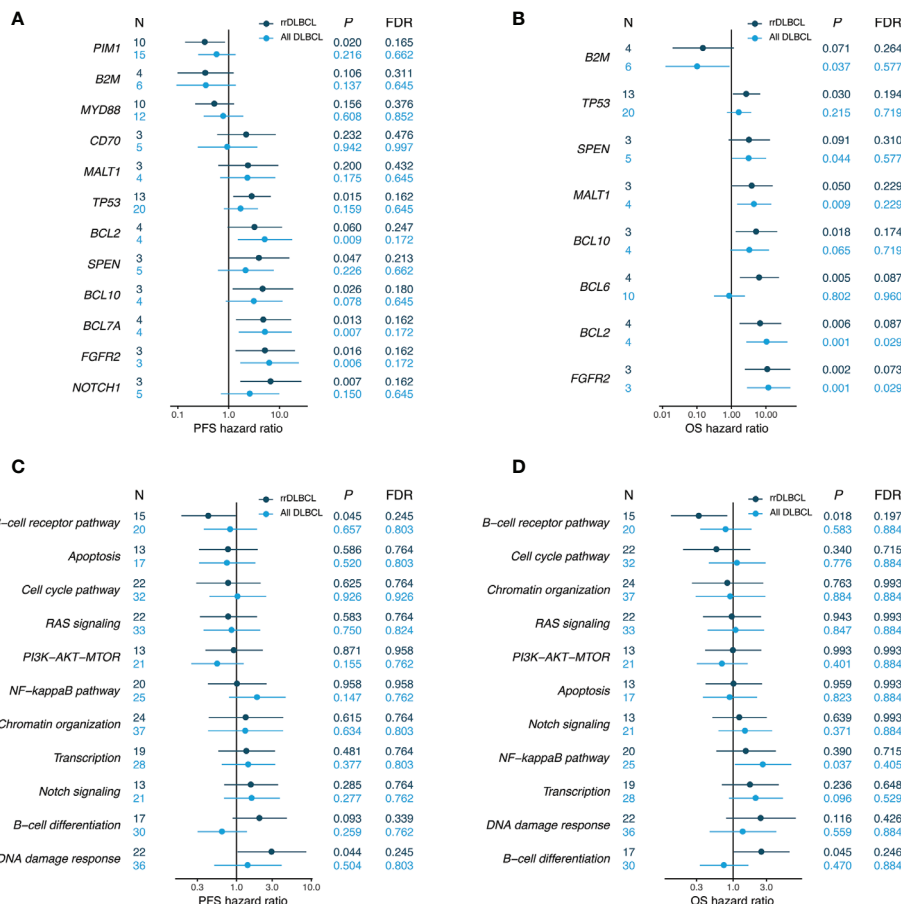 A
N rrDLBCL P FDR
All DLBCL
PIM1 10 0.020 0.165
15 0.216 0.662
B2M 4 0.106 0.311
6 0.137 0.645
MYD88 10 0.156 0.376
12 0.608 0.852
CD70 3 0.232 0.476
5 0.942 0.997
MALT1 3 0.200 0.432
4 0.175 0.645
TP53 13 0.015 0.162
20 0.159 0.645
BCL2 4 0.060 0.247
4 0.009 0.172
SPEN 3 0.047 0.213
5 0.226 0.662
BCL10 3 0.026 0.180
4 0.078 0.645
BCL7A 4 0.013 0.162
4 0.007 0.172
FGFR2 3 0.016 0.162
3 0.006 0.172
NOTCH1 3 0.007 0.162
5 0.150 0.645
0.1 1.0 10.0
PFS hazard ratio
B
N rrDLBCL P FDR
All DLBCL
B2M 4 0.071 0.264
6 0.037 0.577
TP53 13 0.030 0.194
20 0.215 0.719
SPEN 3 0.091 0.310
5 0.044 0.577
MALT1 3 0.050 0.229
4 0.009 0.229
BCL10 3 0.018 0.174
4 0.065 0.719
BCL6 4 0.005 0.087
10 0.802 0.960
BCL2 4 0.006 0.087
4 0.001 0.029
FGFR2 3 0.002 0.073
3 0.001 0.029
0.01 0.10 1.00 10.00
OS hazard ratio
C
N rrDLBCL P FDR
All DLBCL
–cell receptor pathway 15 0.045 0.245
20 0.657 0.803
Apoptosis 13 0.586 0.764
17 0.520 0.803
Cell cycle pathway 22 0.625 0.764
32 0.926 0.926
RAS signaling 22 0.583 0.764
33 0.750 0.824
PI3K–AKT–MTOR 13 0.871 0.958
21 0.155 0.762
NF–kappaB pathway 20 0.958 0.958
25 0.147 0.762
Chromatin organization 24 0.615 0.764
37 0.634 0.803
Transcription 19 0.481 0.764
28 0.377 0.803
Notch signaling 13 0.285 0.764
21 0.277 0.762
B–cell differentiation 17 0.093 0.339
30 0.259 0.762
DNA damage response 22 0.044 0.245
36 0.504 0.803
0.3 1.0 3.0 10.0
PFS hazard ratio
D
N rrDLBCL P FDR
All DLBCL
B–cell receptor pathway 15 0.018 0.197
20 0.583 0.884
Cell cycle pathway 22 0.340 0.715
32 0.776 0.884
Chromatin organization 24 0.763 0.993
37 0.884 0.884
RAS signaling 22 0.943 0.993
33 0.847 0.884
PI3K–AKT–MTOR 13 0.993 0.993
21 0.401 0.884
Apoptosis 13 0.959 0.993
17 0.823 0.884
Notch signaling 13 0.639 0.993
21 0.371 0.884
NF–kappaB pathway 20 0.390 0.715
25 0.037 0.405
Transcription 19 0.236 0.648
28 0.096 0.529
DNA damage response 22 0.116 0.426
36 0.559 0.884
B–cell differentiation 17 0.045 0.246
30 0.470 0.884
0.3 1.0 3.0
OS hazard ratio